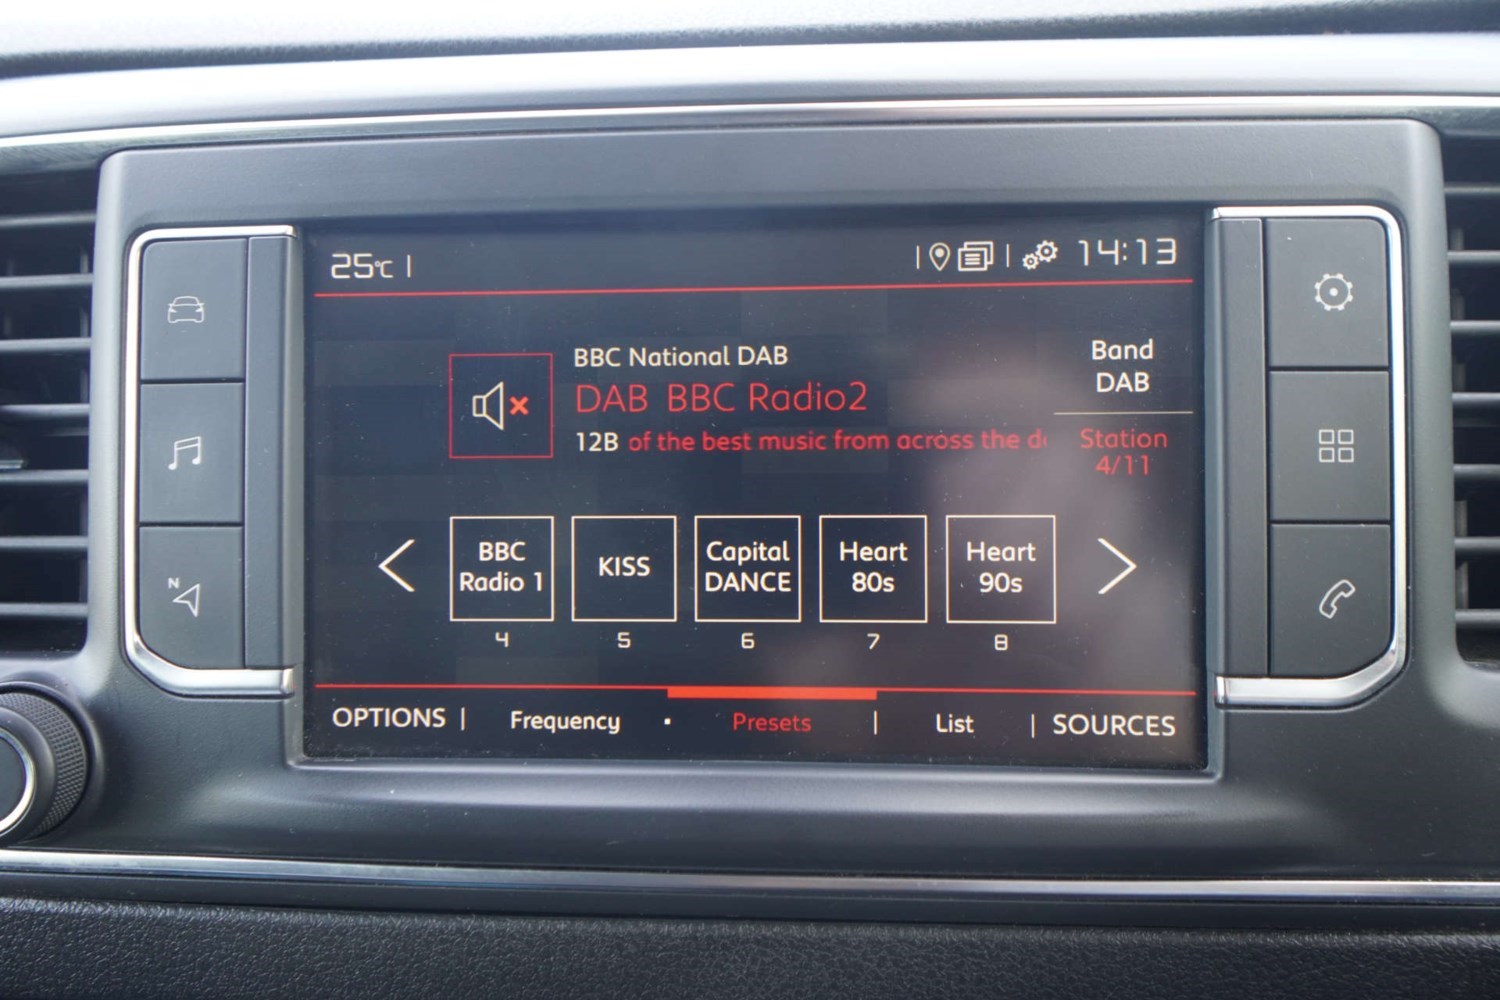 25°C
14:13
BBC National DAB
DAB BBC Radio2
12B of the best music from across the
Band
DAB
Station
4/11
BBC
Radio 1
KISS
Capital
DANCE
Heart
80s
Heart
90s
4
5
6
7
8
N
OPTIONS
Frequency
Presets
List
SOURCES